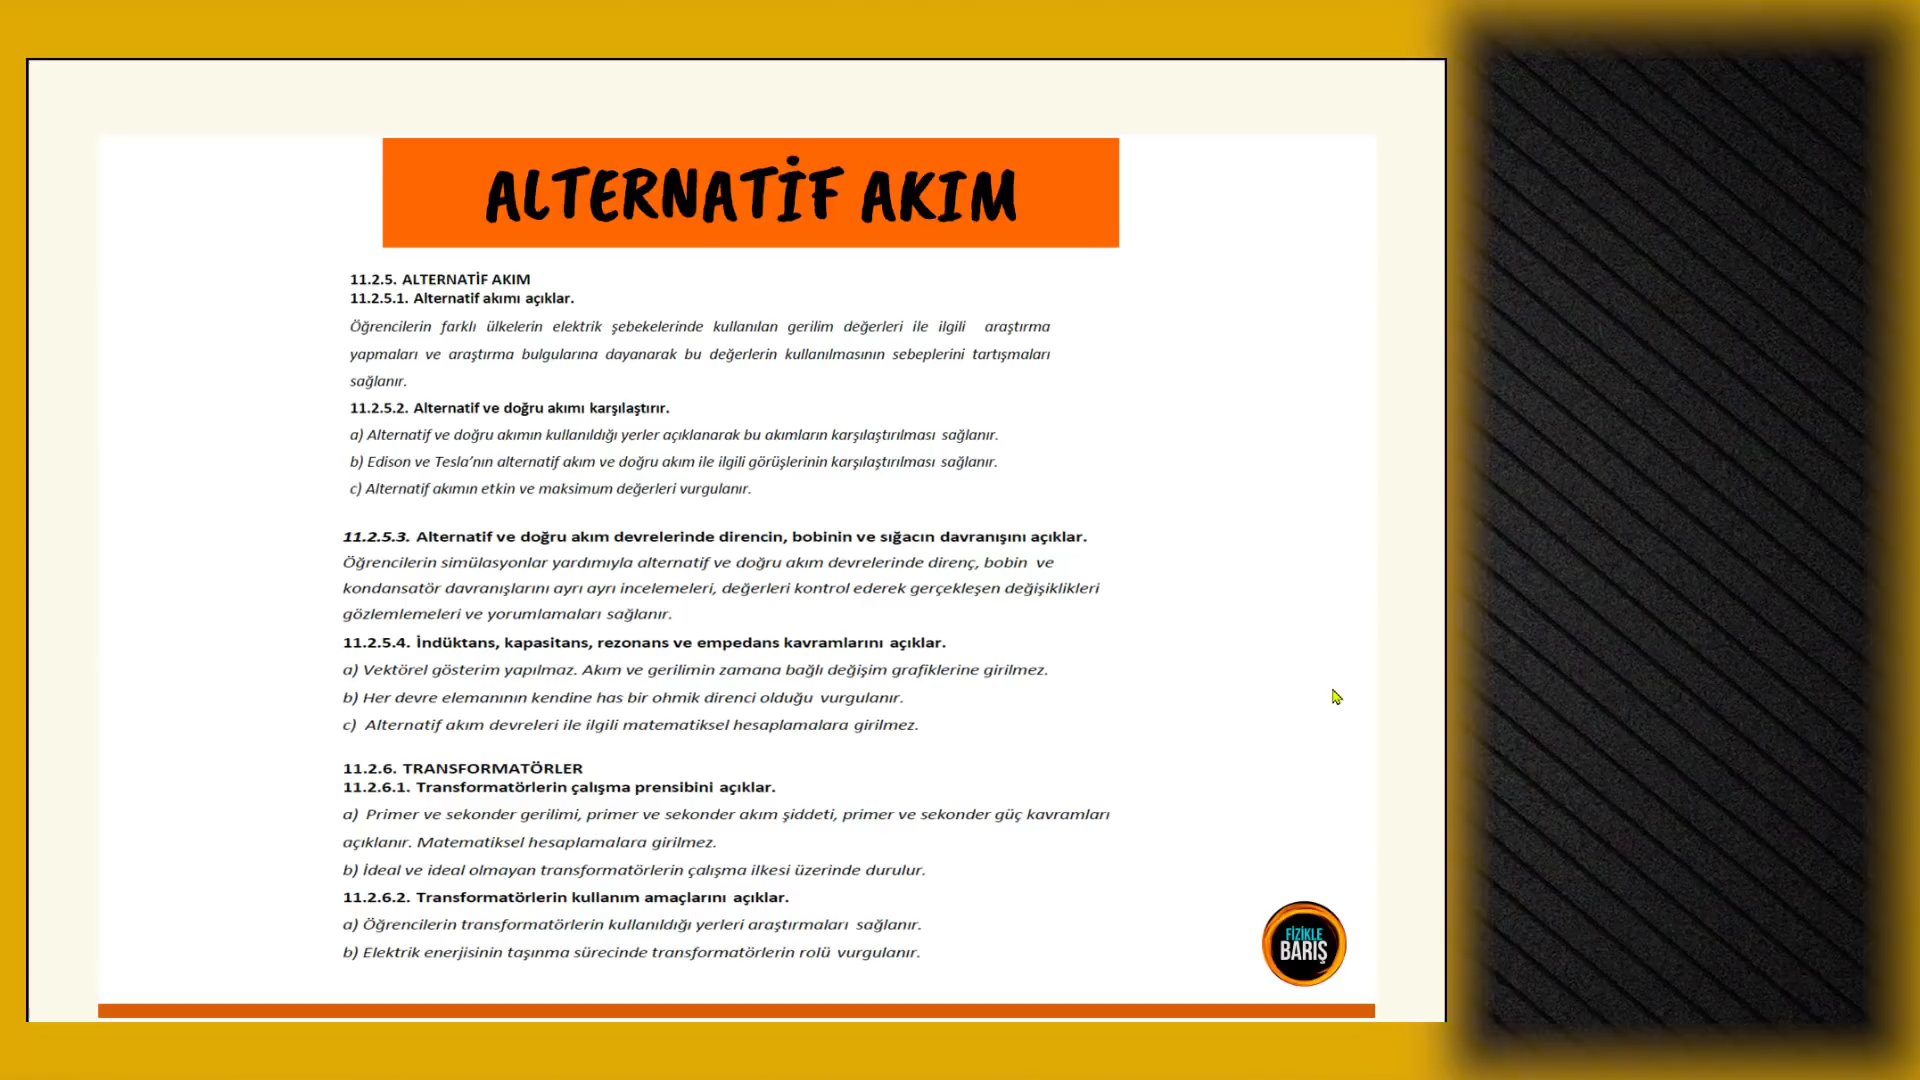 ALTERNATİF AKIM
11.2.5. ALTERNATİF AKIM
11.2.5.1. Alternatif akımı açıklar.
Öğrencilerin farklı ülkelerin elektrik şebekelerinde kullanılan gerilim değerleri ile ilgili araştırma
yapmaları ve araştırma bulgularına dayanarak bu değerlerin kullanılmasının sebeplerini tartışmaları
sağlanır.
11.2.5.2. Alternatif ve doğru akımı karşılaştırır.
a) Alternatif ve doğru akımın kullanıldığı yerler açıklanarak bu akımların karşılaştırılması sağlanır.
b) Edison ve Tesla’nın alternatif akım ve doğru akım ile ilgili görüşlerinin karşılaştırılması sağlanır.
c) Alternatif akımın etkin ve maksimum değerleri vurgulanır.
11.2.5.3. Alternatif ve doğru akım devrelerinde direncin, bobinin ve sığacın davranışını açıklar.
Öğrencilerin simülasyonlar yardımıyla alternatif ve doğru akım devrelerinde direnç, bobin ve
kondansatör davranışlarını ayrı ayrı incelemeleri, değerleri kontrol ederek gerçekleşen değişiklikleri
gözlemlemeleri ve yorumlamaları sağlanır.
11.2.5.4. İndüktans, kapasitans, rezonans ve empedans kavramlarını açıklar.
a) Vektörel gösterim yapılmaz. Akım ve gerilimin zamana bağlı değişim grafiklerine girilmez.
b) Her devre elemanının kendine has bir ohmik direnci olduğu vurgulanır.
c) Alternatif akım devreleri ile ilgili matematiksel hesaplamalara girilmez.
11.2.6. TRANSFORMATÖRLER
11.2.6.1. Transformatörlerin çalışma prensibini açıklar.
a) Primer ve sekonder gerilimi, primer ve sekonder akım şiddeti, primer ve sekonder güç kavramları
açıklanır. Matematiksel hesaplamalara girilmez.
b) İdeal ve ideal olmayan transformatörlerin çalışma ilkesi üzerinde durulur.
11.2.6.2. Transformatörlerin kullanım amaçlarını açıklar.
a) Öğrencilerin transformatörlerin kullanıldığı yerleri araştırmaları sağlanır.
b) Elektrik enerjisinin taşınma sürecinde transformatörlerin rolü vurgulanır.
FİZİKLE
BARIŞ